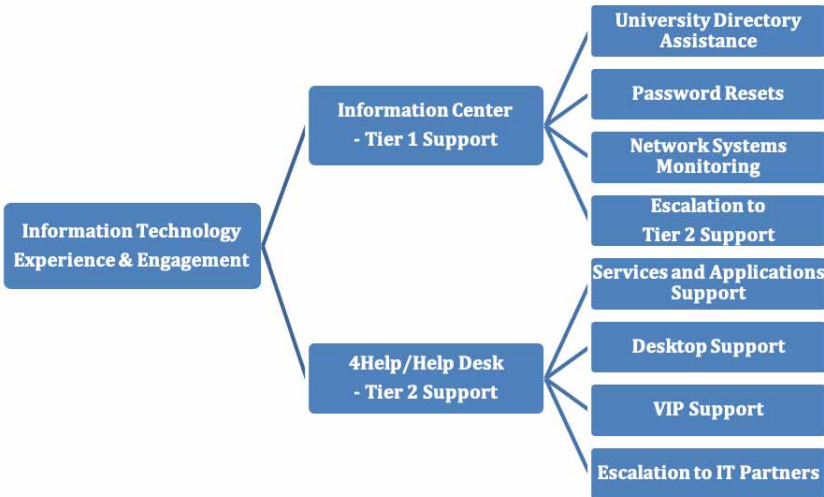 University Directory
Assistance
Information Center
- Tier 1 Support
Password Resets
Network Systems
Monitoring
Escalation to
Tier 2 Support
Information Technology
Experience & Engagement
Services and Applications
Support
4Help/Help Desk
- Tier 2 Support
Desktop Support
VIP Support
Escalation to IT Partners